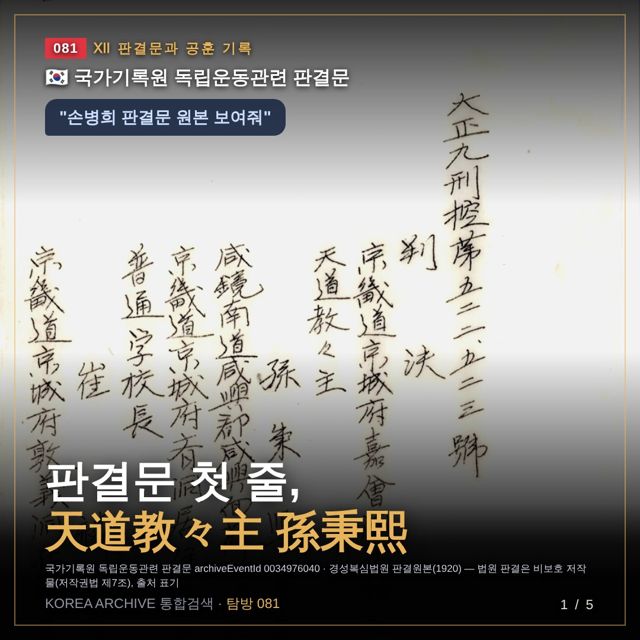 081 XII 판결문과 공훈 기록
🇰🇷 국가기록원 독립운동관련 판결문
"손병희 판결문 원본 보여줘"
大正九刑控第五二二、五二三號
判決
京畿道京城府嘉會
天道教々主
孫秉
咸鏡南道咸興郡咸興
京畿道京城府
普通学校長
崔
京畿道京城府敦義洞
판결문 첫 줄,
天道教々主 孫秉熙
국가기록원 독립운동관련 판결문 archiveEventId 0034976040 · 경성복심법원 판결원본(1920) — 법원 판결은 비보호 저작
물(저작권법 제7조), 출처 표기
KOREA ARCHIVE 통합검색 · 탐방 081
1 / 5